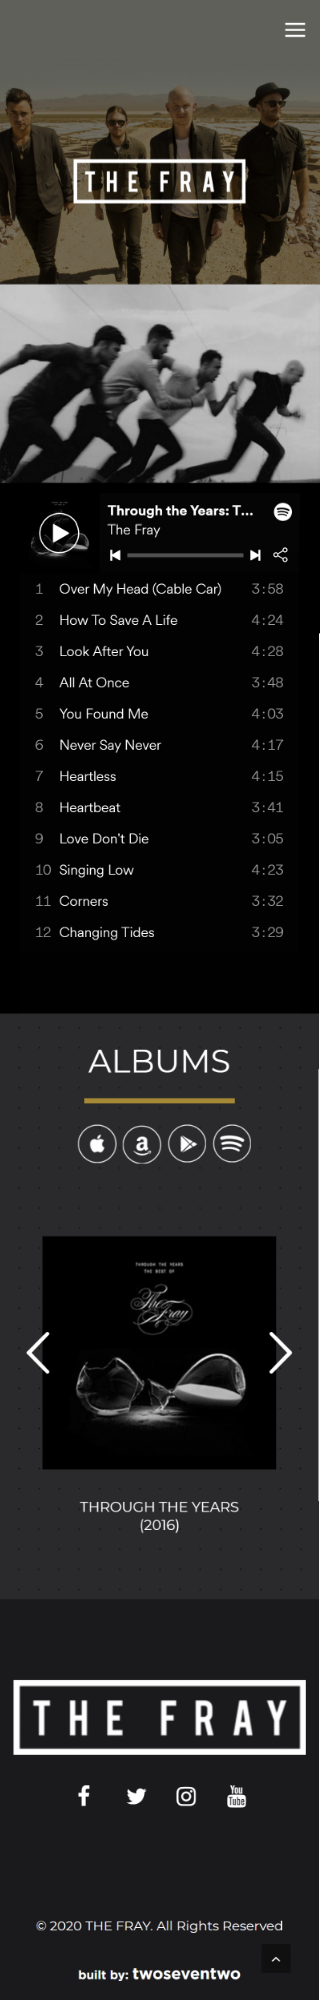 THE FRAY
Through the Years: T...
The Fray
1 Over My Head (Cable Car) 3:58
2 How To Save A Life 4:24
3 Look After You 4:28
4 All At Once 3:48
5 You Found Me 4:03
6 Never Say Never 4:17
7 Heartless 4:15
8 Heartbeat 3:41
9 Love Don't Die 3:05
10 Singing Low 4:23
11 Corners 3:32
12 Changing Tides 3:29
ALBUMS
a
THROUGH THE YEARS
THE BEST OF
The
Fray
THROUGH THE YEARS
(2016)
THE FRAY
You
Tube
© 2020 THE FRAY. All Rights Reserved
built by: twoseventwo